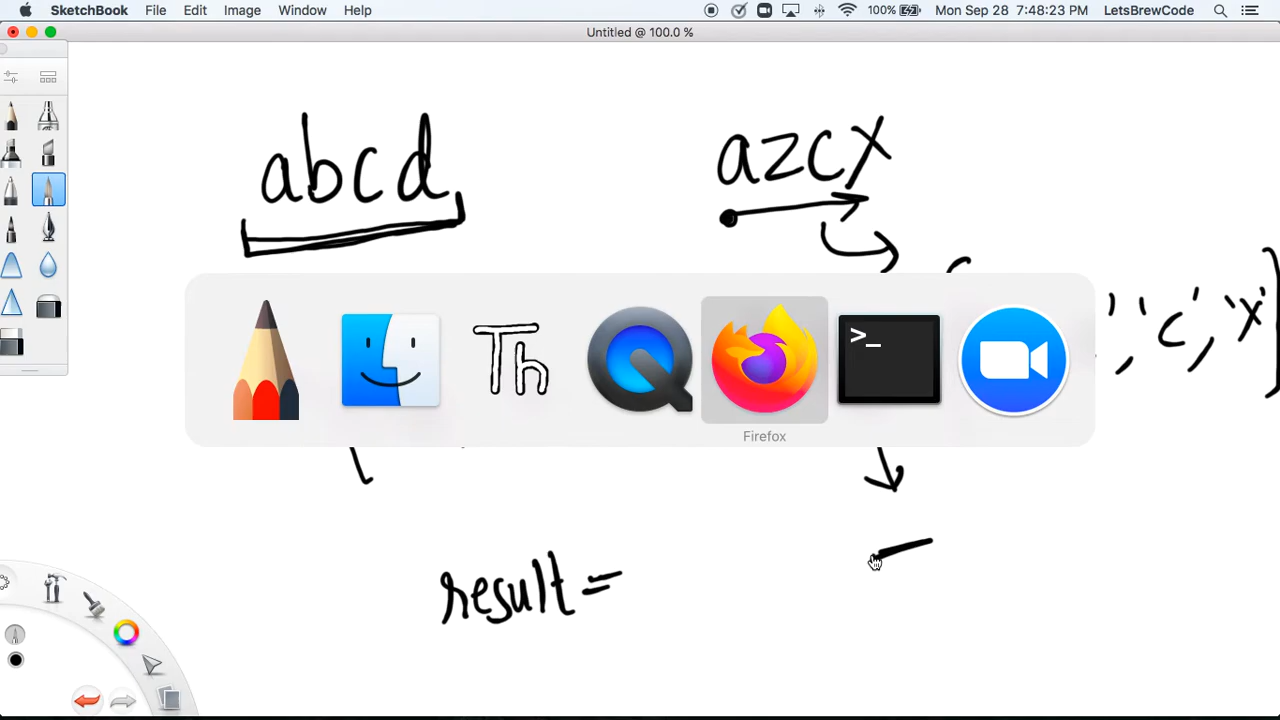 SketchBook File Edit Image Window Help 100% Mon Sep 28 7:48:23 PM LetsBrewCode
Untitled @ 100.0 %
abcd azcx
' ' 'c', 'x'
Th >_
Firefox
result =